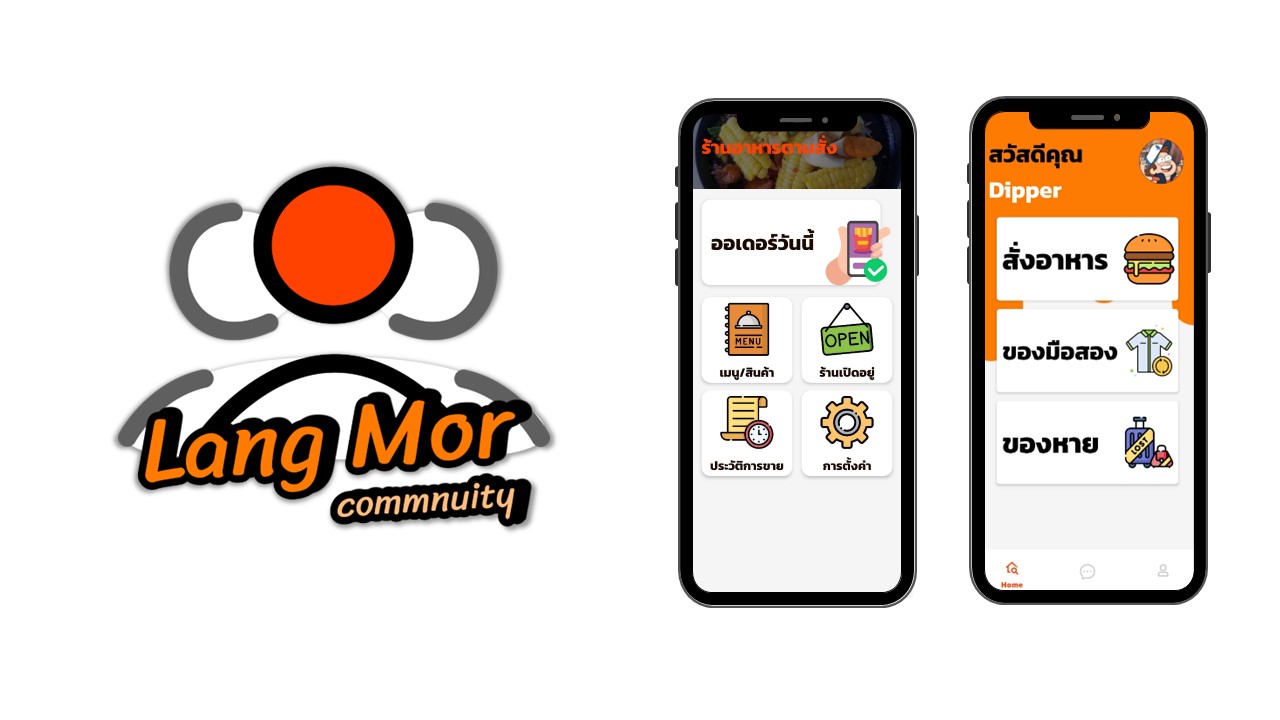 Lang Mor
commnuity
ร้านอาหารตามสั่ง
ออเดอร์วันนี้
MENU
OPEN
เมนู/สินค้า
ร้านเปิดอยู่
ประวัติการขาย
การตั้งค่า
สวัสดีคุณ
Dipper
สั่งอาหาร
ของมือสอง
ของหาย
LOST
Home